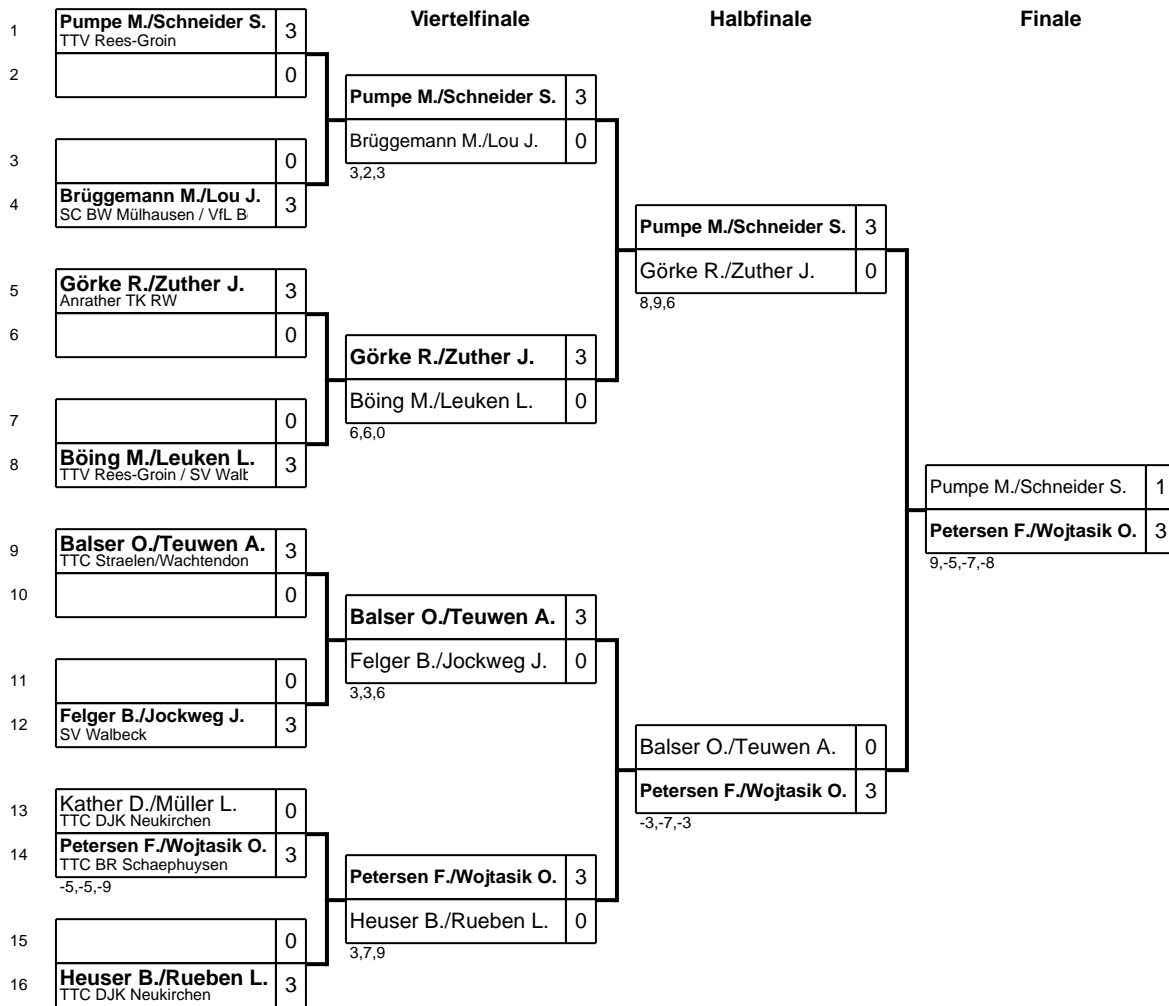 Viertelfinale
Halbfinale
Finale
1 Pumpe M./Schneider S. 3
TTV Rees-Groin
2 0
3 0
4 Brüggemann M./Lou J. 3
SC BW Mülhausen / VfL B
5 Görke R./Zuther J. 3
Anrather TK RW
6 0
7 0
8 Böing M./Leuken L. 3
TTV Rees-Groin / SV Walb
9 Balser O./Teuwen A. 3
TTC Straelen/Wachtendon
10 0
11 0
12 Felger B./Jockweg J. 3
SV Walbeck
13 Kather D./Müller L. 0
TTC DJK Neukirchen
14 Petersen F./Wojtasik O. 3
TTC BR Schaephuysen
-5,-5,-9
15 0
16 Heuser B./Rueben L. 3
TTC DJK Neukirchen
Pumpe M./Schneider S. 3
Brüggemann M./Lou J. 0
3,2,3
Görke R./Zuther J. 3
Böing M./Leuken L. 0
6,6,0
Balser O./Teuwen A. 3
Felger B./Jockweg J. 0
3,3,6
Petersen F./Wojtasik O. 3
Heuser B./Rueben L. 0
3,7,9
Pumpe M./Schneider S. 3
Görke R./Zuther J. 0
8,9,6
Balser O./Teuwen A. 0
Petersen F./Wojtasik O. 3
-3,-7,-3
Pumpe M./Schneider S. 1
Petersen F./Wojtasik O. 3
9,-5,-7,-8